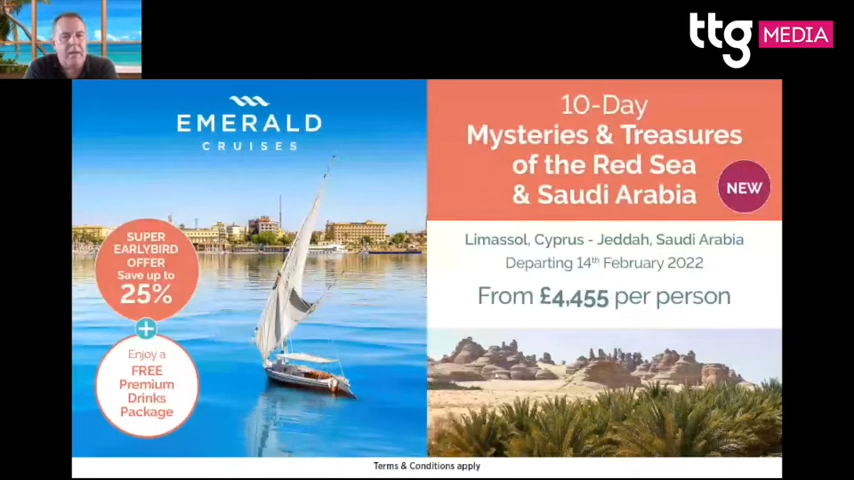 ttg MEDIA
EMERALD
CRUISES
SUPER
EARLYBIRD
OFFER
Save up to
25%
+
Enjoy a
FREE
Premium
Drinks
Package
10-Day
Mysteries & Treasures
of the Red Sea
& Saudi Arabia
NEW
Limassol, Cyprus - Jeddah, Saudi Arabia
Departing 14th February 2022
From £4,455 per person
Terms & Conditions apply